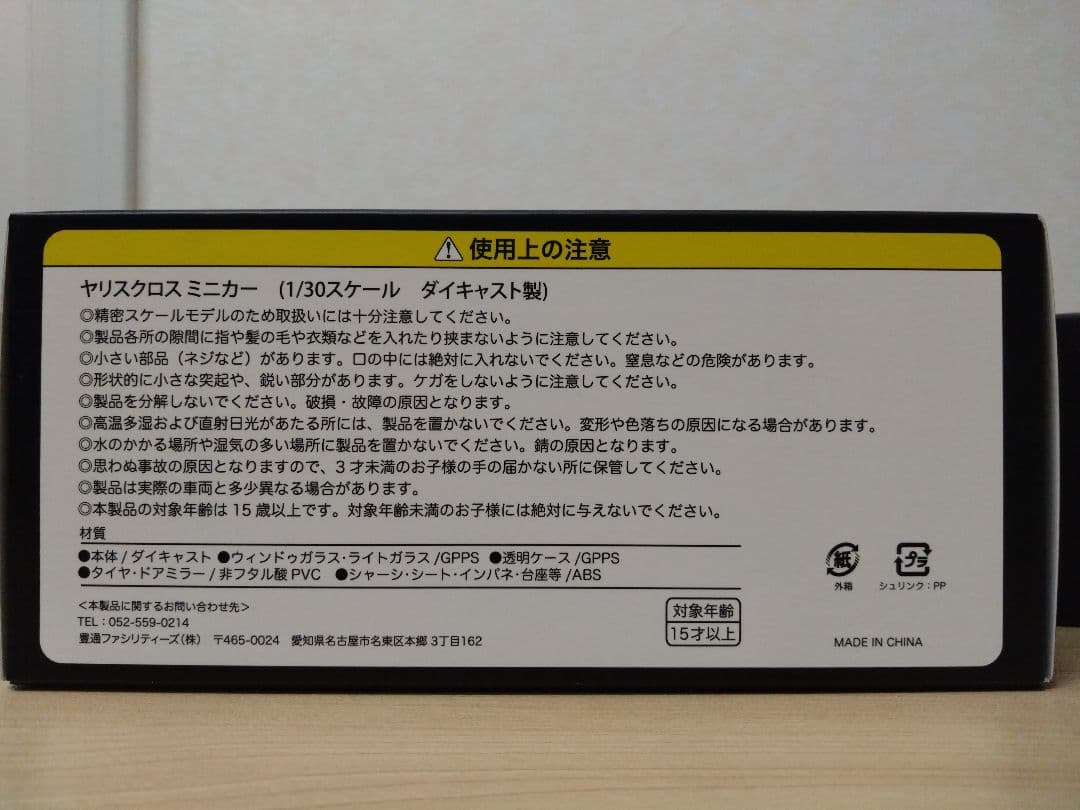 ⚠ 使用上の注意
ヤリスクロス ミニカー (1/30スケール ダイキャスト製)
◎精密スケールモデルのため取扱いには十分注意してください。
◎製品各所の隙間に指や髪の毛や衣類などを入れたり挟まないように注意してください。
◎小さい部品（ネジなど）があります。口の中には絶対に入れないでください。窒息などの危険があります。
◎形状的に小さな突起や、鋭い部分があります。ケガをしないように注意してください。
◎製品を分解しないでください。破損・故障の原因となります。
◎高温多湿および直射日光があたる所には、製品を置かないでください。変形や色落ちの原因になる場合があります。
◎水のかかる場所や湿気の多い場所に製品を置かないでください。錆の原因となります。
◎思わぬ事故の原因となりますので、3才未満のお子様の手の届かない所に保管してください。
◎製品は実際の車両と多少異なる場合があります。
◎本製品の対象年齢は15歳以上です。対象年齢未満のお子様には絶対に与えないでください。
材質
●本体/ダイキャスト ●ウィンドゥガラス・ライトガラス/GPPS ●透明ケース/GPPS
●タイヤ・ドアミラー/非フタル酸PVC ●シャーシ・シート・インパネ・台座等/ABS
<本製品に関するお問い合わせ先>
TEL：052-559-0214
豊通ファシリティーズ（株） 〒465-0024 愛知県名古屋市名東区本郷3丁目162
対象年齢
15才以上
紙
外箱
プラ
シュリンク：PP
MADE IN CHINA